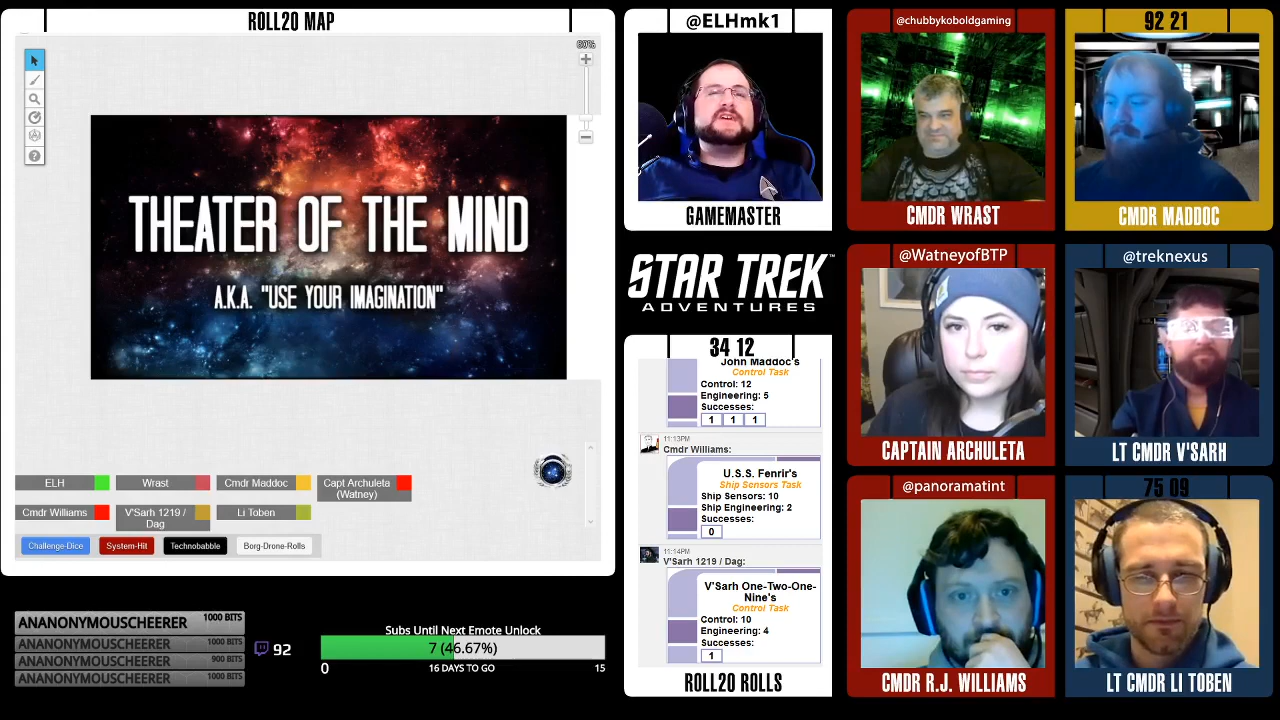 ROLL20 MAP
80%
THEATER OF THE MIND
A.K.A. "USE YOUR IMAGINATION"
ELH
Wrast
Cmdr Maddoc
Capt Archuleta
(Watney)
Cmdr Williams
V'Sarh 1219 /
Dag
Li Toben
Challenge-Dice
System-Hit
Technobabble
Borg-Drone-Rolls
ANANONYMOUSCHEERER 1000 BITS
ANANONYMOUSCHEERER 1000 BITS
ANANONYMOUSCHEERER 900 BITS
ANANONYMOUSCHEERER 1000 BITS
92
Subs Until Next Emote Unlock
7 (46.67%)
0 16 DAYS TO GO 15
@ELHmk1
GAMEMASTER
STAR TREK™
ADVENTURES
34 12
John Maddoc's
Control Task
Control: 12
Engineering: 5
Successes:
1 1 1
11:13PM
Cmdr Williams:
U.S.S. Fenrir's
Ship Sensors Task
Ship Sensors: 10
Ship Engineering: 2
Successes:
0
11:14PM
V'Sarh 1219 / Dag:
V'Sarh One-Two-One-
Nine's
Control Task
Control: 10
Engineering: 4
Successes:
1
ROLL20 ROLLS
@chubbykoboldgaming
CMDR WRAST
92 21
CMDR MADDOC
@WatneyofBTP
CAPTAIN ARCHULETA
@treknexus
LT CMDR V'SARH
@panoramatint
CMDR R.J. WILLIAMS
75 09
LT CMDR LI TOBEN